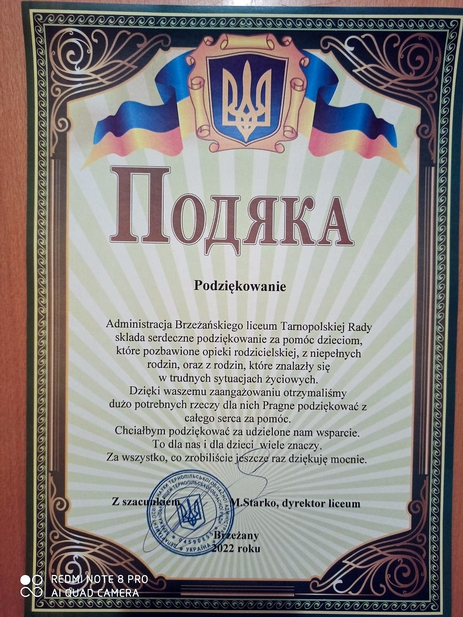 Подяка
Podziękowanie
Administracja Brzeżańskiego liceum Tarnopolskiej Rady
składa serdeczne podziękowanie za pomóc dzieciom,
które pozbawione opieki rodzicielskiej, z niepełnych
rodzin, oraz z rodzin, które znalazły się
w trudnych sytuacjach życiowych.
Dzięki waszemu zaangażowaniu otrzymaliśmy
dużo potrebnych rzeczy dla nich Pragnę podziękować z
całego serca za pomóc.
Chciałbym podziękować za udzielone nam wsparcie.
To dla nas i dla dzieci wiele znaczy.
Za wszystko, co zrobiliście jeszcze raz dziękuję mocnie.
Z szacunkiem M.Starko, dyrektor liceum
Brzeżany
2022 roku
REDMI NOTE 8 PRO
AI QUAD CAMERA